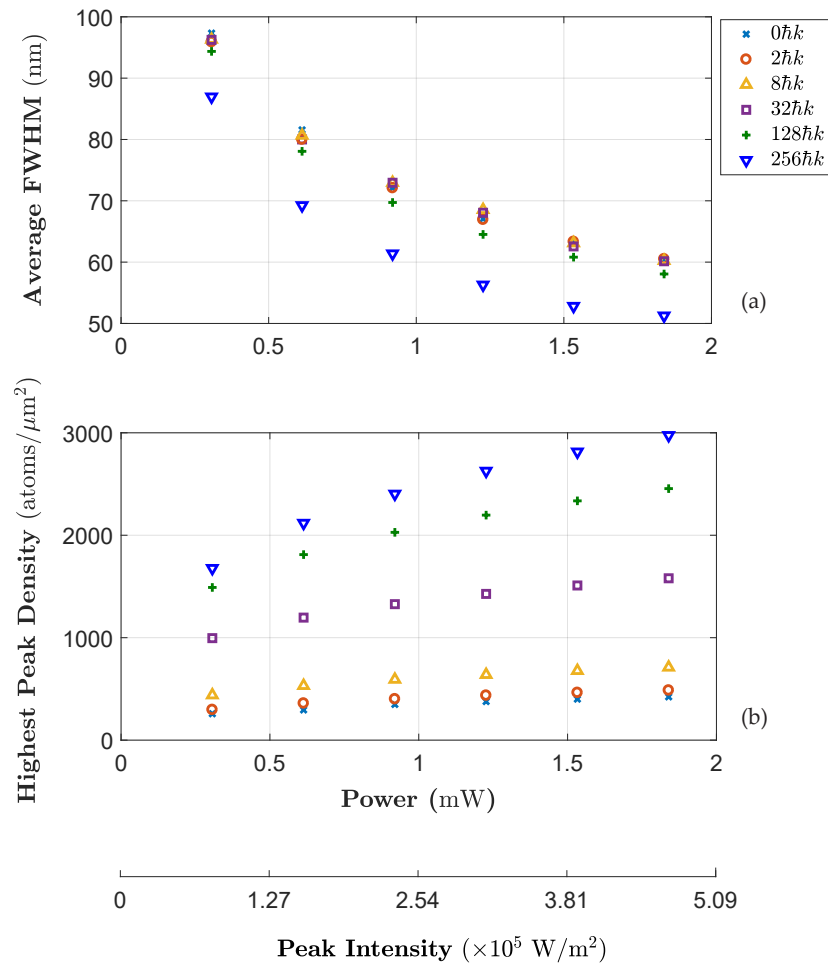 100
90
80
70
60
50
Average FWHM (nm)
0 0.5 1 1.5 2
0ħk
2ħk
8ħk
32ħk
128ħk
256ħk
(a)
3000
2000
1000
0
Highest Peak Density (atoms/μm²)
0 0.5 1 1.5 2
Power (mW)
(b)
0 1.27 2.54 3.81 5.09
Peak Intensity (×10⁵ W/m²)